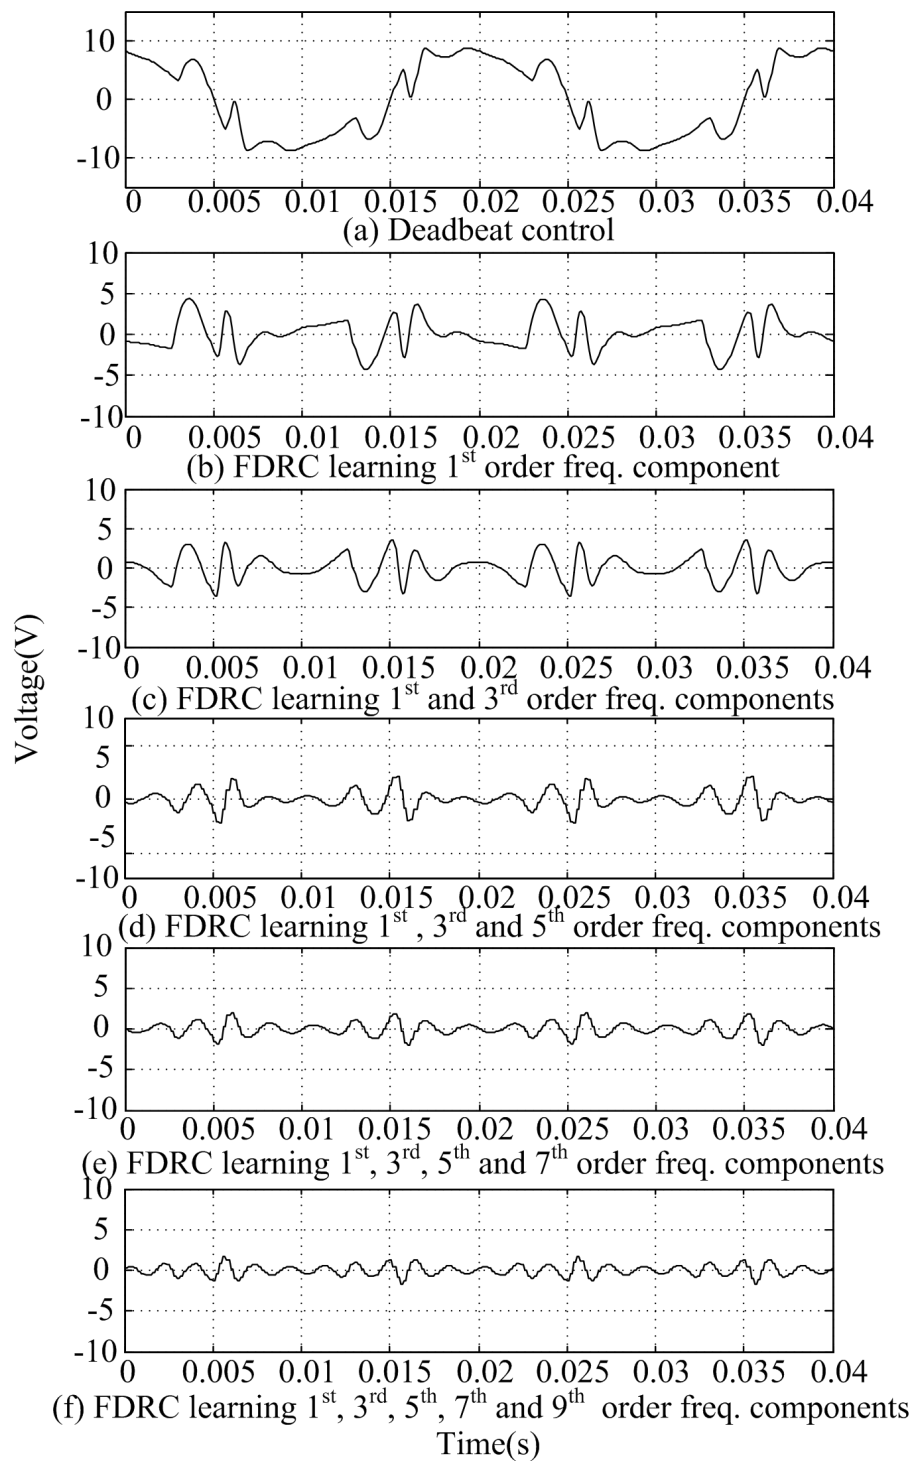 10
0
-10
0 0.005 0.01 0.015 0.02 0.025 0.03 0.035 0.04
(a) Deadbeat control
10
5
0
-5
-10
0 0.005 0.01 0.015 0.02 0.025 0.03 0.035 0.04
(b) FDRC learning 1st order freq. component
10
5
0
-5
-10
0 0.005 0.01 0.015 0.02 0.025 0.03 0.035 0.04
(c) FDRC learning 1st and 3rd order freq. components
Voltage(V)
10
5
0
-5
-10
0 0.005 0.01 0.015 0.02 0.025 0.03 0.035 0.04
(d) FDRC learning 1st , 3rd and 5th order freq. components
10
5
0
-5
-10
0 0.005 0.01 0.015 0.02 0.025 0.03 0.035 0.04
(e) FDRC learning 1st, 3rd, 5th and 7th order freq. components
10
5
0
-5
-10
0 0.005 0.01 0.015 0.02 0.025 0.03 0.035 0.04
(f) FDRC learning 1st, 3rd, 5th, 7th and 9th order freq. components
Time(s)